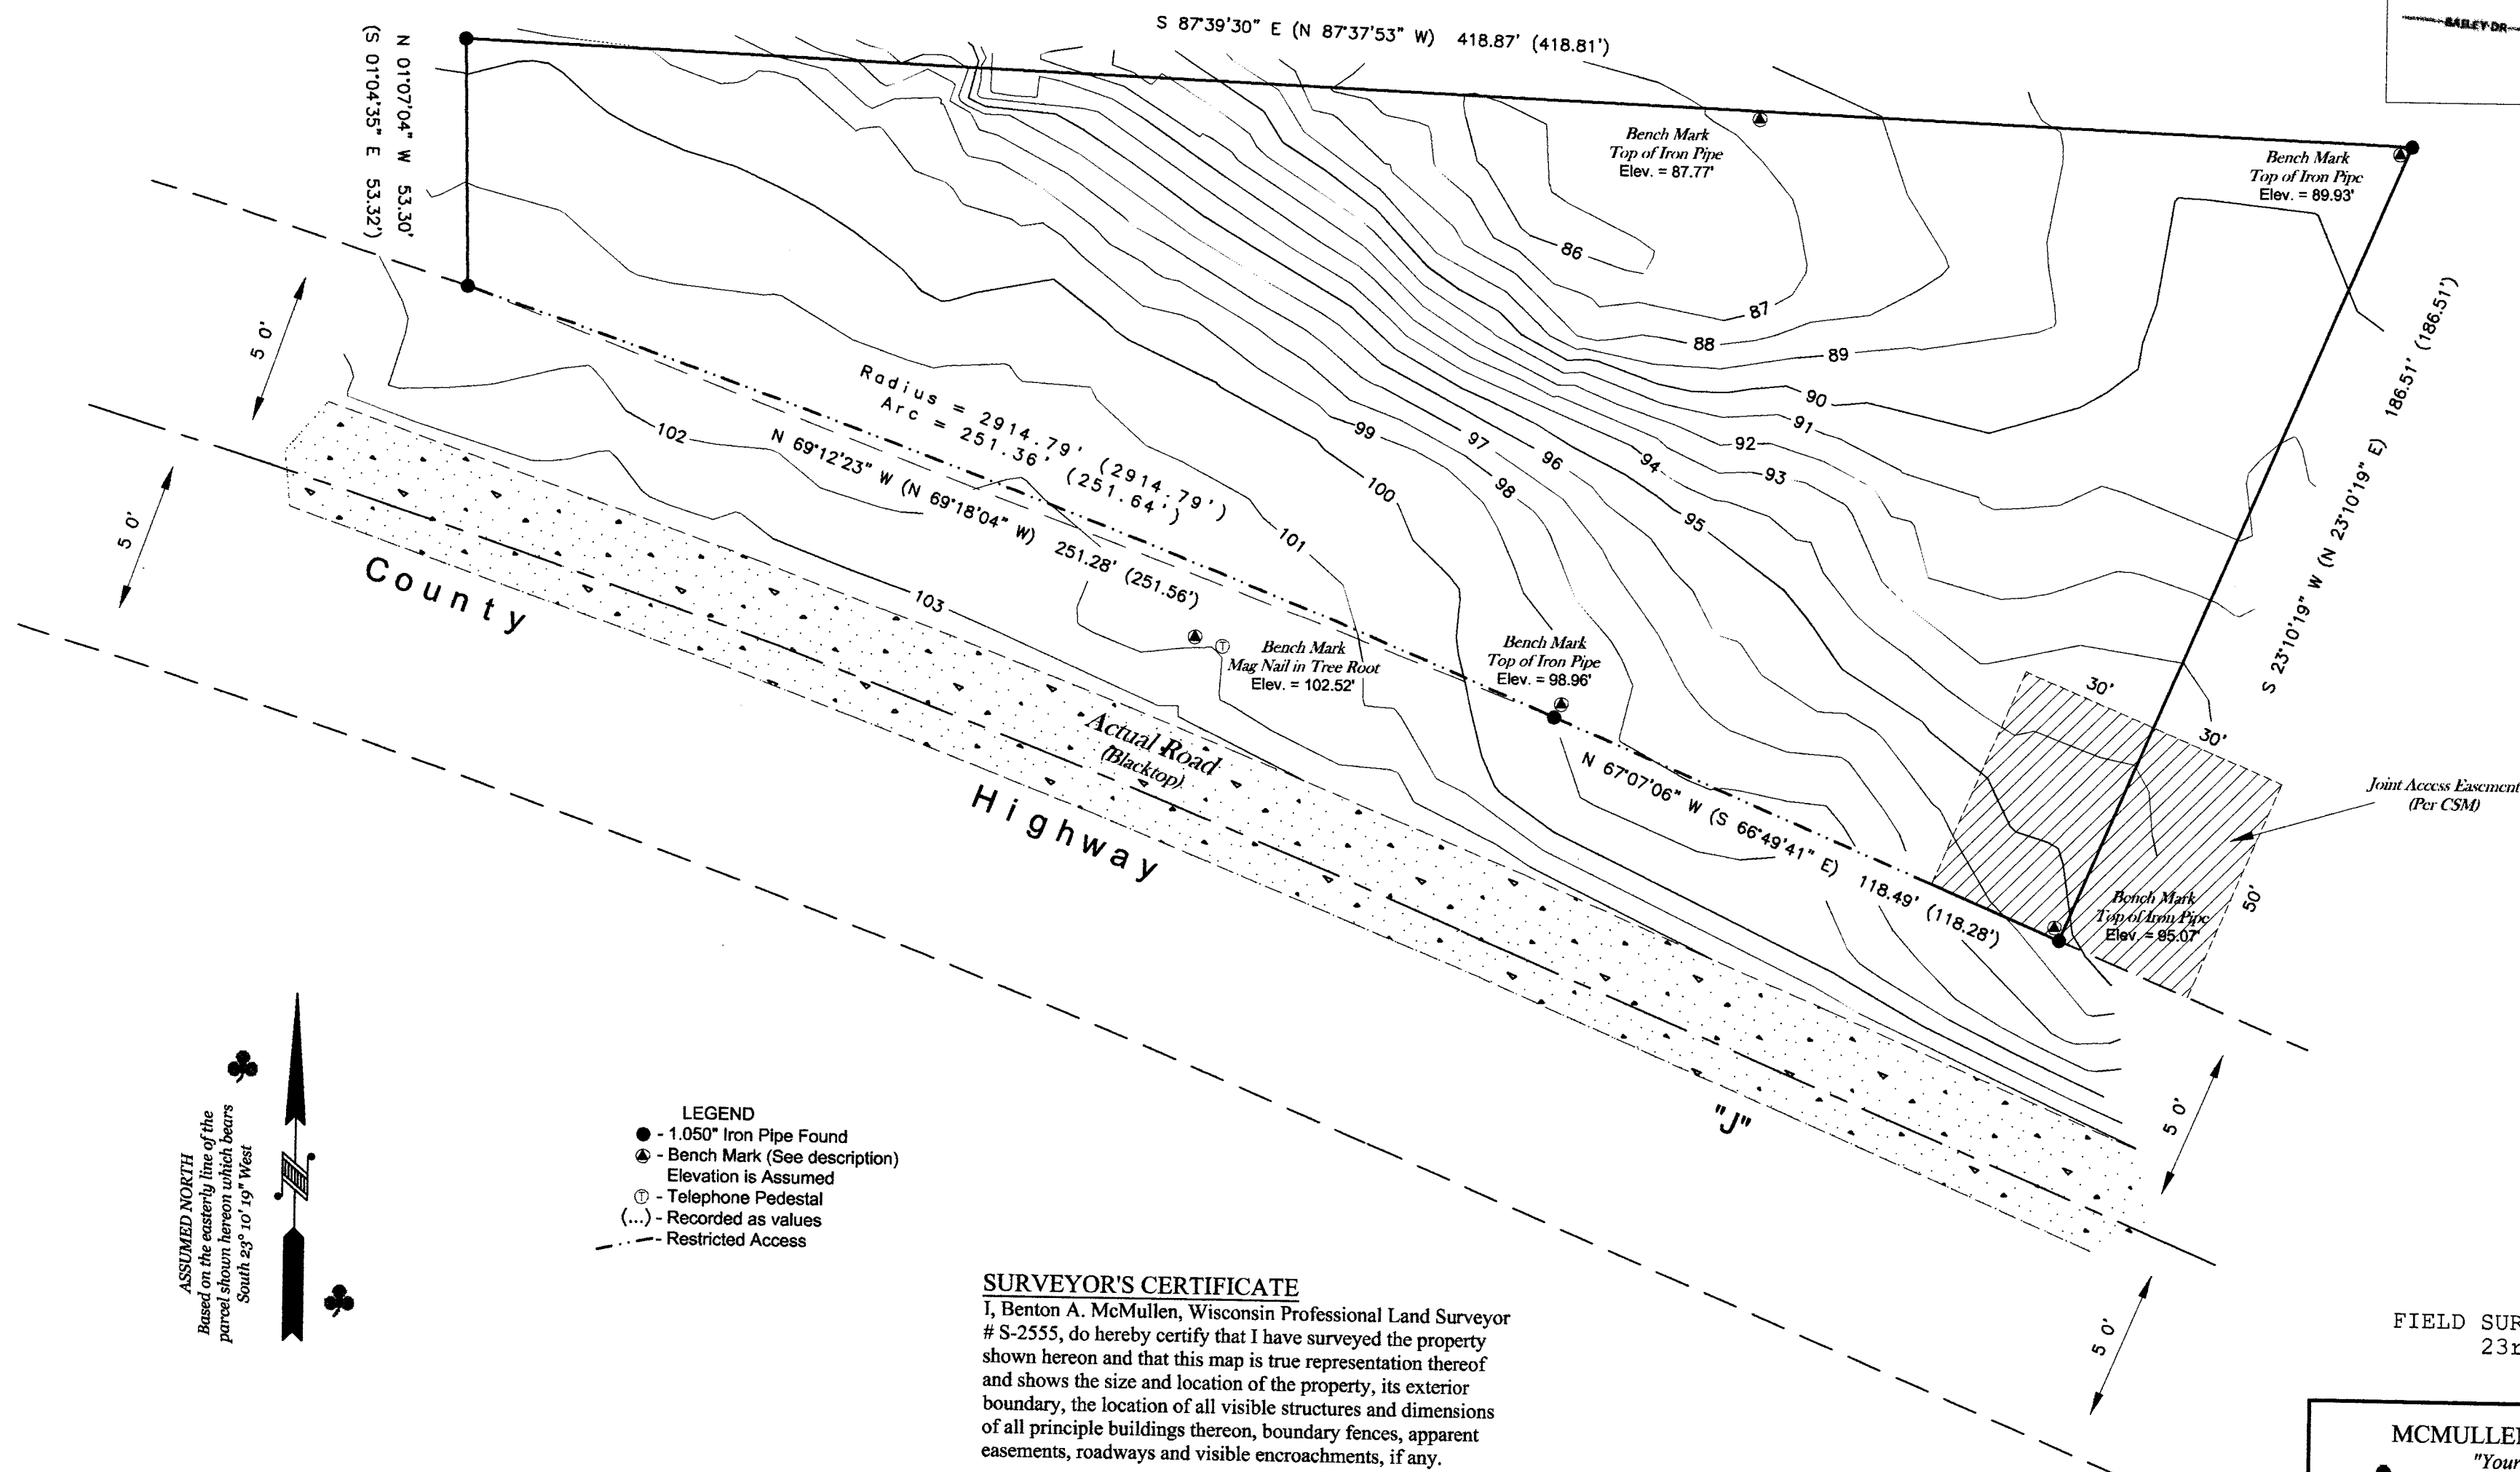 BAILEY DR
S 87°39'30" E (N 87°37'53" W) 418.87' (418.81')
N 01°07'04" W 53.30'
(S 01°04'35" E 53.32')
Bench Mark
Top of Iron Pipe
Elev. = 87.77'
Bench Mark
Top of Iron Pipe
Elev. = 89.93'
86
87
88
89
90
91
92
93
94
95
96
97
98
99
100
101
102
103
S 23°10'19" W (N 23°10'19" E) 186.51' (186.51')
5 0'
5 0'
Radius = 2914.79' (2914.79')
Arc = 251.36' (251.64')
N 69°12'23" W (N 69°18'04" W) 251.28' (251.56')
Bench Mark
Mag Nail in Tree Root
Elev. = 102.52'
Bench Mark
Top of Iron Pipe
Elev. = 98.96'
N 67°07'06" W (S 66°49'41" E) 118.49' (118.28')
30'
30'
50'
Joint Access Easement
(Per CSM)
Bench Mark
Top of Iron Pipe
Elev. = 95.07'
County
Highway
"J"
Actual Road
(Blacktop)
5 0'
5 0'
ASSUMED NORTH
Based on the easterly line of the
parcel shown hereon which bears
South 23° 10' 19" West
LEGEND
- 1.050" Iron Pipe Found
- Bench Mark (See description)
Elevation is Assumed
T - Telephone Pedestal
(...) - Recorded as values
- Restricted Access
SURVEYOR'S CERTIFICATE
I, Benton A. McMullen, Wisconsin Professional Land Surveyor
# S-2555, do hereby certify that I have surveyed the property
shown hereon and that this map is true representation thereof
and shows the size and location of the property, its exterior
boundary, the location of all visible structures and dimensions
of all principle buildings thereon, boundary fences, apparent
easements, roadways and visible encroachments, if any.
FIELD SUR
23r
MCMULLE
"Your